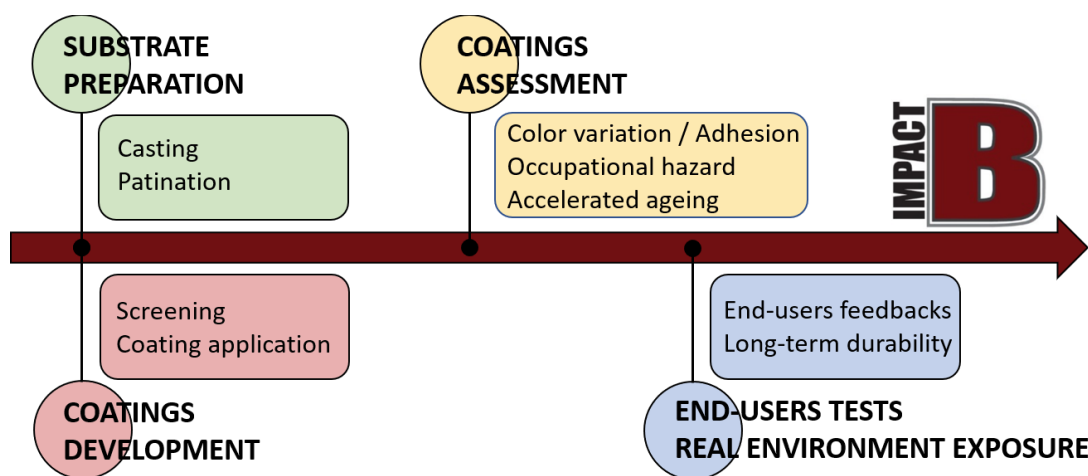 SUBSTRATE
PREPARATION
Casting
Patination
COATINGS
ASSESSMENT
Color variation / Adhesion
Occupational hazard
Accelerated ageing
IMPACT
B
Screening
Coating application
COATINGS
DEVELOPMENT
End-users feedbacks
Long-term durability
END-USERS TESTS
REAL ENVIRONMENT EXPOSURE